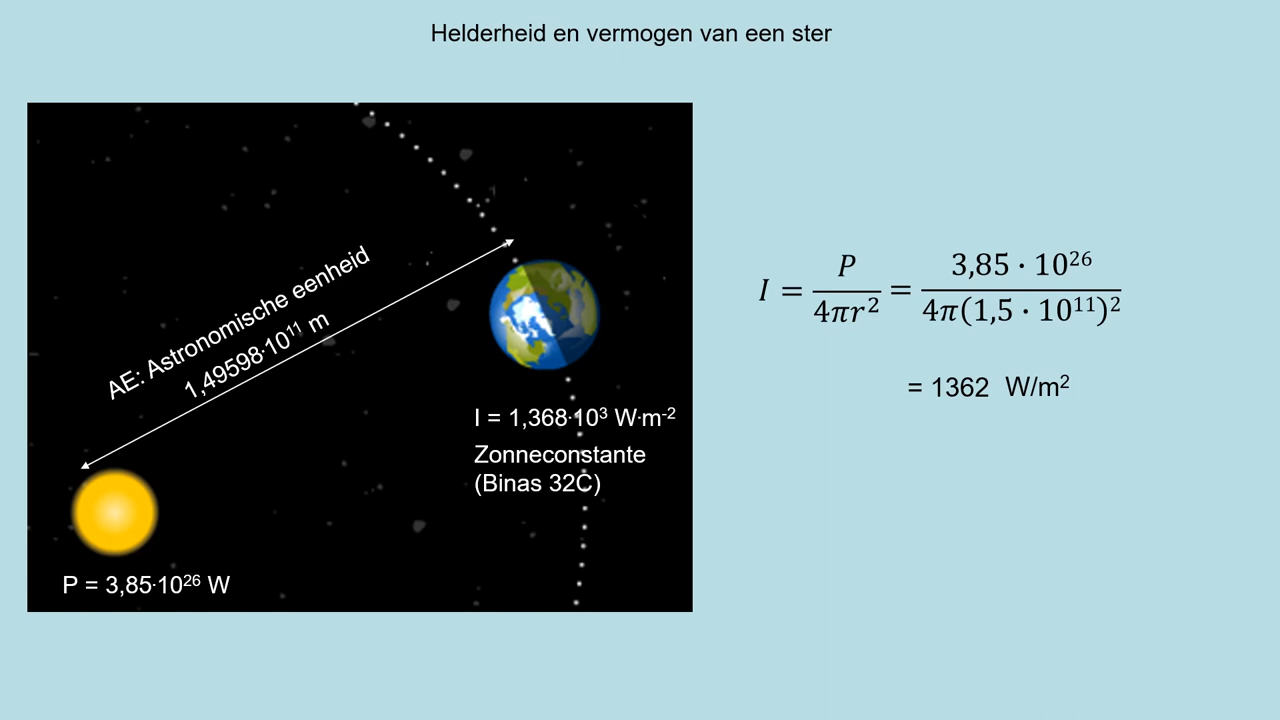 Helderheid en vermogen van een ster
AE: Astronomische eenheid
1,49598·10¹¹ m
I = 1,368·10³ W·m⁻²
Zonneconstante
(Binas 32C)
P = 3,85·10²⁶ W
I = P / 4πr² = 3,85 · 10²⁶ / 4π(1,5 · 10¹¹)²
= 1362 W/m²